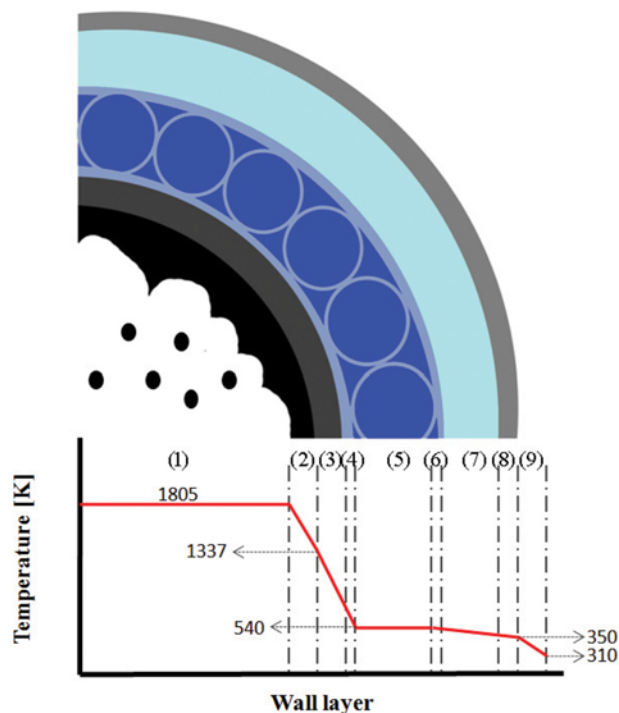 (1) (2) (3) (4) (5) (6) (7) (8) (9)
1805
1337
540
350
310
Temperature [K]
Wall layer